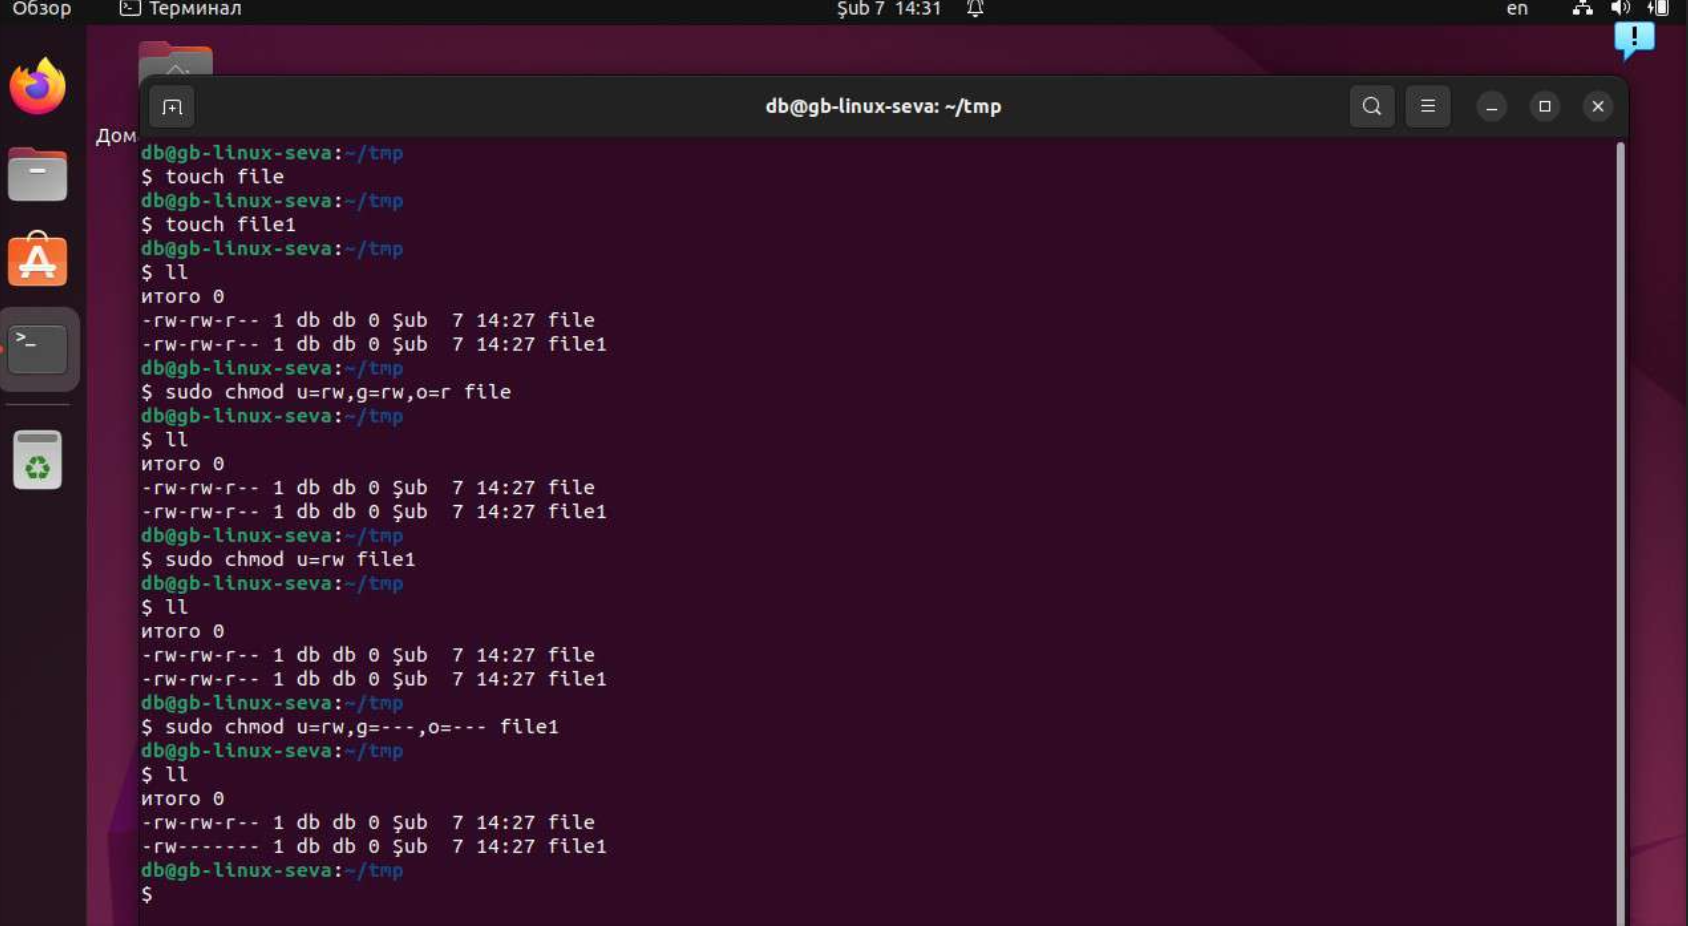 Обзор
Терминал
Şub 7 14:31
en
Дом
db@gb-linux-seva: ~/tmp
db@gb-linux-seva:~/tmp
$ touch file
db@gb-linux-seva:~/tmp
$ touch file1
db@gb-linux-seva:~/tmp
$ ll
итого 0
-rw-rw-r-- 1 db db 0 Şub  7 14:27 file
-rw-rw-r-- 1 db db 0 Şub  7 14:27 file1
db@gb-linux-seva:~/tmp
$ sudo chmod u=rw,g=rw,o=r file
db@gb-linux-seva:~/tmp
$ ll
итого 0
-rw-rw-r-- 1 db db 0 Şub  7 14:27 file
-rw-rw-r-- 1 db db 0 Şub  7 14:27 file1
db@gb-linux-seva:~/tmp
$ sudo chmod u=rw file1
db@gb-linux-seva:~/tmp
$ ll
итого 0
-rw-rw-r-- 1 db db 0 Şub  7 14:27 file
-rw-rw-r-- 1 db db 0 Şub  7 14:27 file1
db@gb-linux-seva:~/tmp
$ sudo chmod u=rw,g=---,o=--- file1
db@gb-linux-seva:~/tmp
$ ll
итого 0
-rw-rw-r-- 1 db db 0 Şub  7 14:27 file
-rw------- 1 db db 0 Şub  7 14:27 file1
db@gb-linux-seva:~/tmp
$